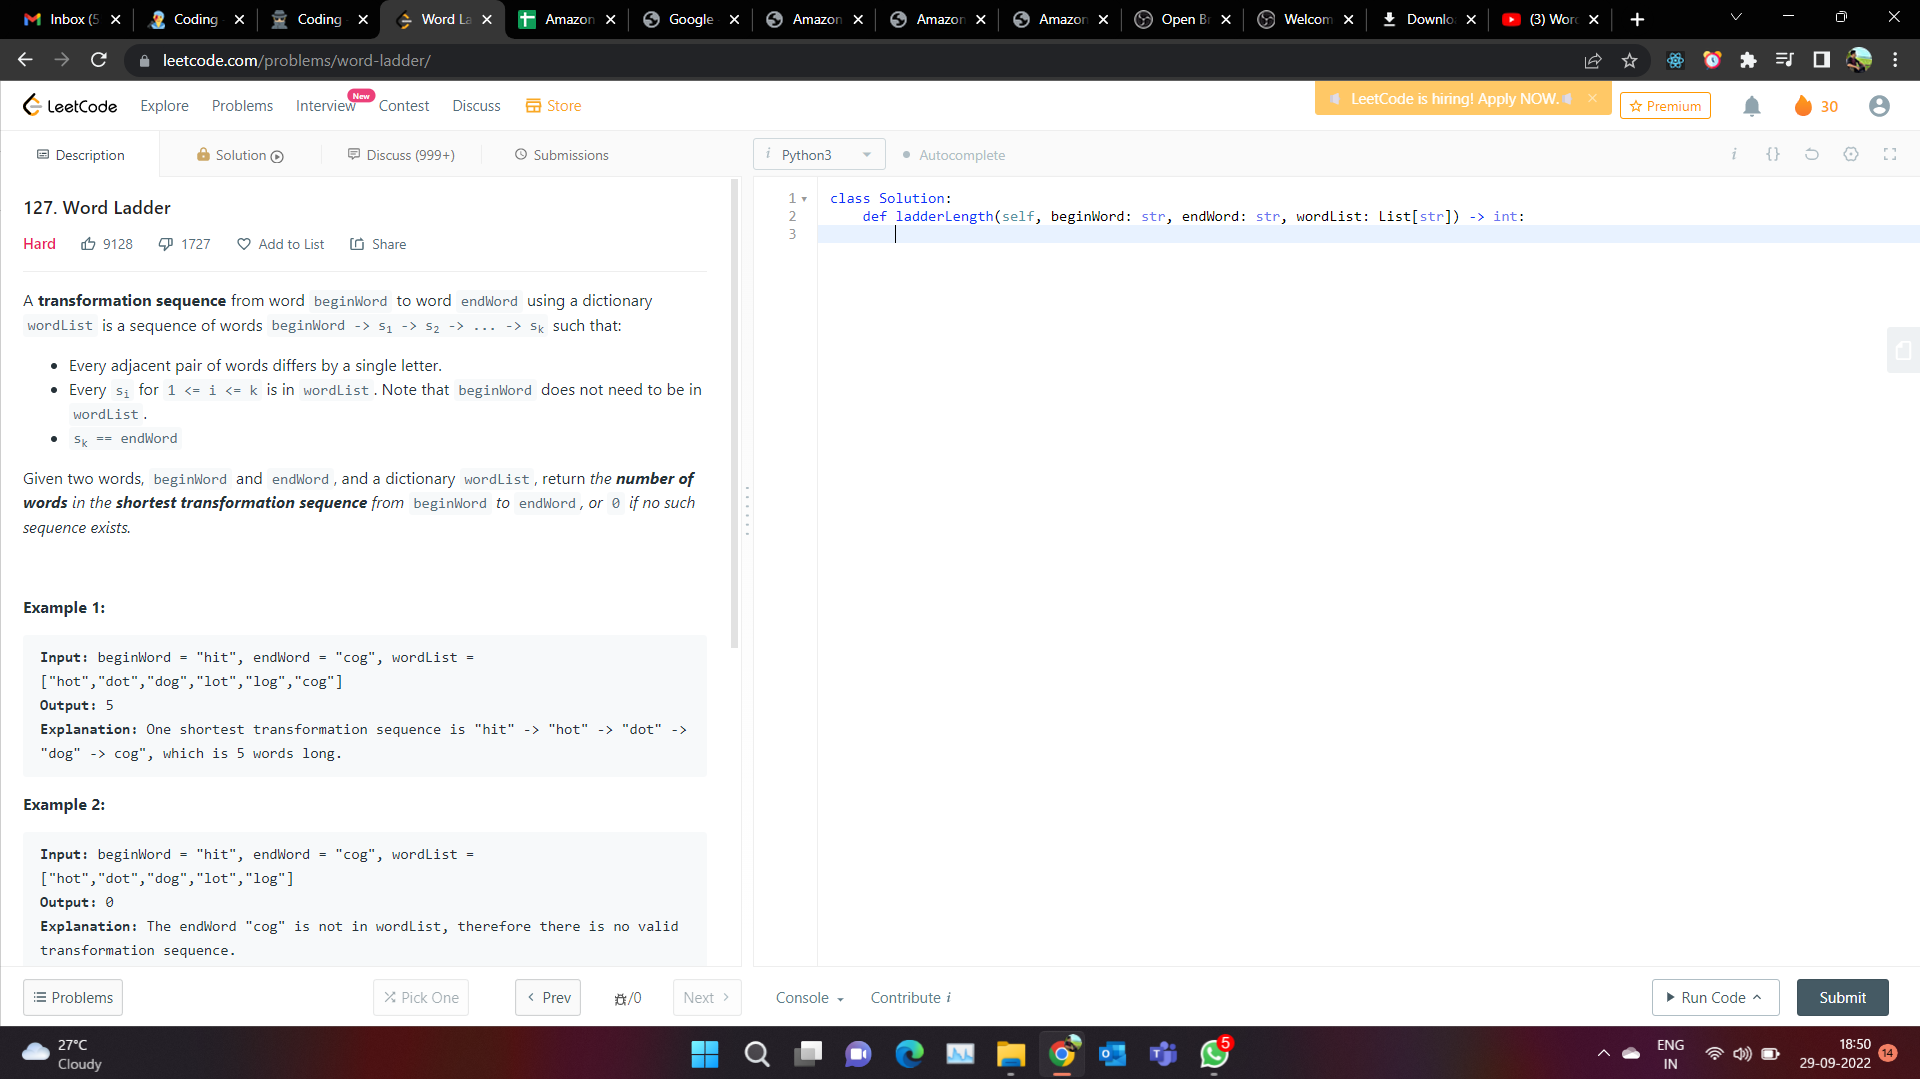 Inbox (5
Coding
Coding
Word La
Amazon
Google
Amazon
Amazon
Amazon
Open Br
Welcom
Downlo
(3) Word
leetcode.com/problems/word-ladder/
LeetCode
Explore
Problems
Interview
New
Contest
Discuss
Store
LeetCode is hiring! Apply NOW.
Premium
30
Description
Solution
Discuss (999+)
Submissions
i Python3
Autocomplete
i {}
127. Word Ladder
Hard 9128 1727 Add to List Share
A transformation sequence from word beginWord to word endWord using a dictionary
wordList is a sequence of words beginWord -> s1 -> s2 -> ... -> sk such that:
• Every adjacent pair of words differs by a single letter.
• Every si for 1 <= i <= k is in wordList. Note that beginWord does not need to be in
wordList.
• sk == endWord
Given two words, beginWord and endWord, and a dictionary wordList, return the number of
words in the shortest transformation sequence from beginWord to endWord, or 0 if no such
sequence exists.
Example 1:
Input: beginWord = "hit", endWord = "cog", wordList =
["hot","dot","dog","lot","log","cog"]
Output: 5
Explanation: One shortest transformation sequence is "hit" -> "hot" -> "dot" ->
"dog" -> cog", which is 5 words long.
Example 2:
Input: beginWord = "hit", endWord = "cog", wordList =
["hot","dot","dog","lot","log"]
Output: 0
Explanation: The endWord "cog" is not in wordList, therefore there is no valid
transformation sequence.
1 class Solution:
2 def ladderLength(self, beginWord: str, endWord: str, wordList: List[str]) -> int:
3
Problems
Pick One
Prev
/0
Next
Console
Contribute i
Run Code
Submit
27°C
Cloudy
5
ENG
IN
18:50
29-09-2022
14